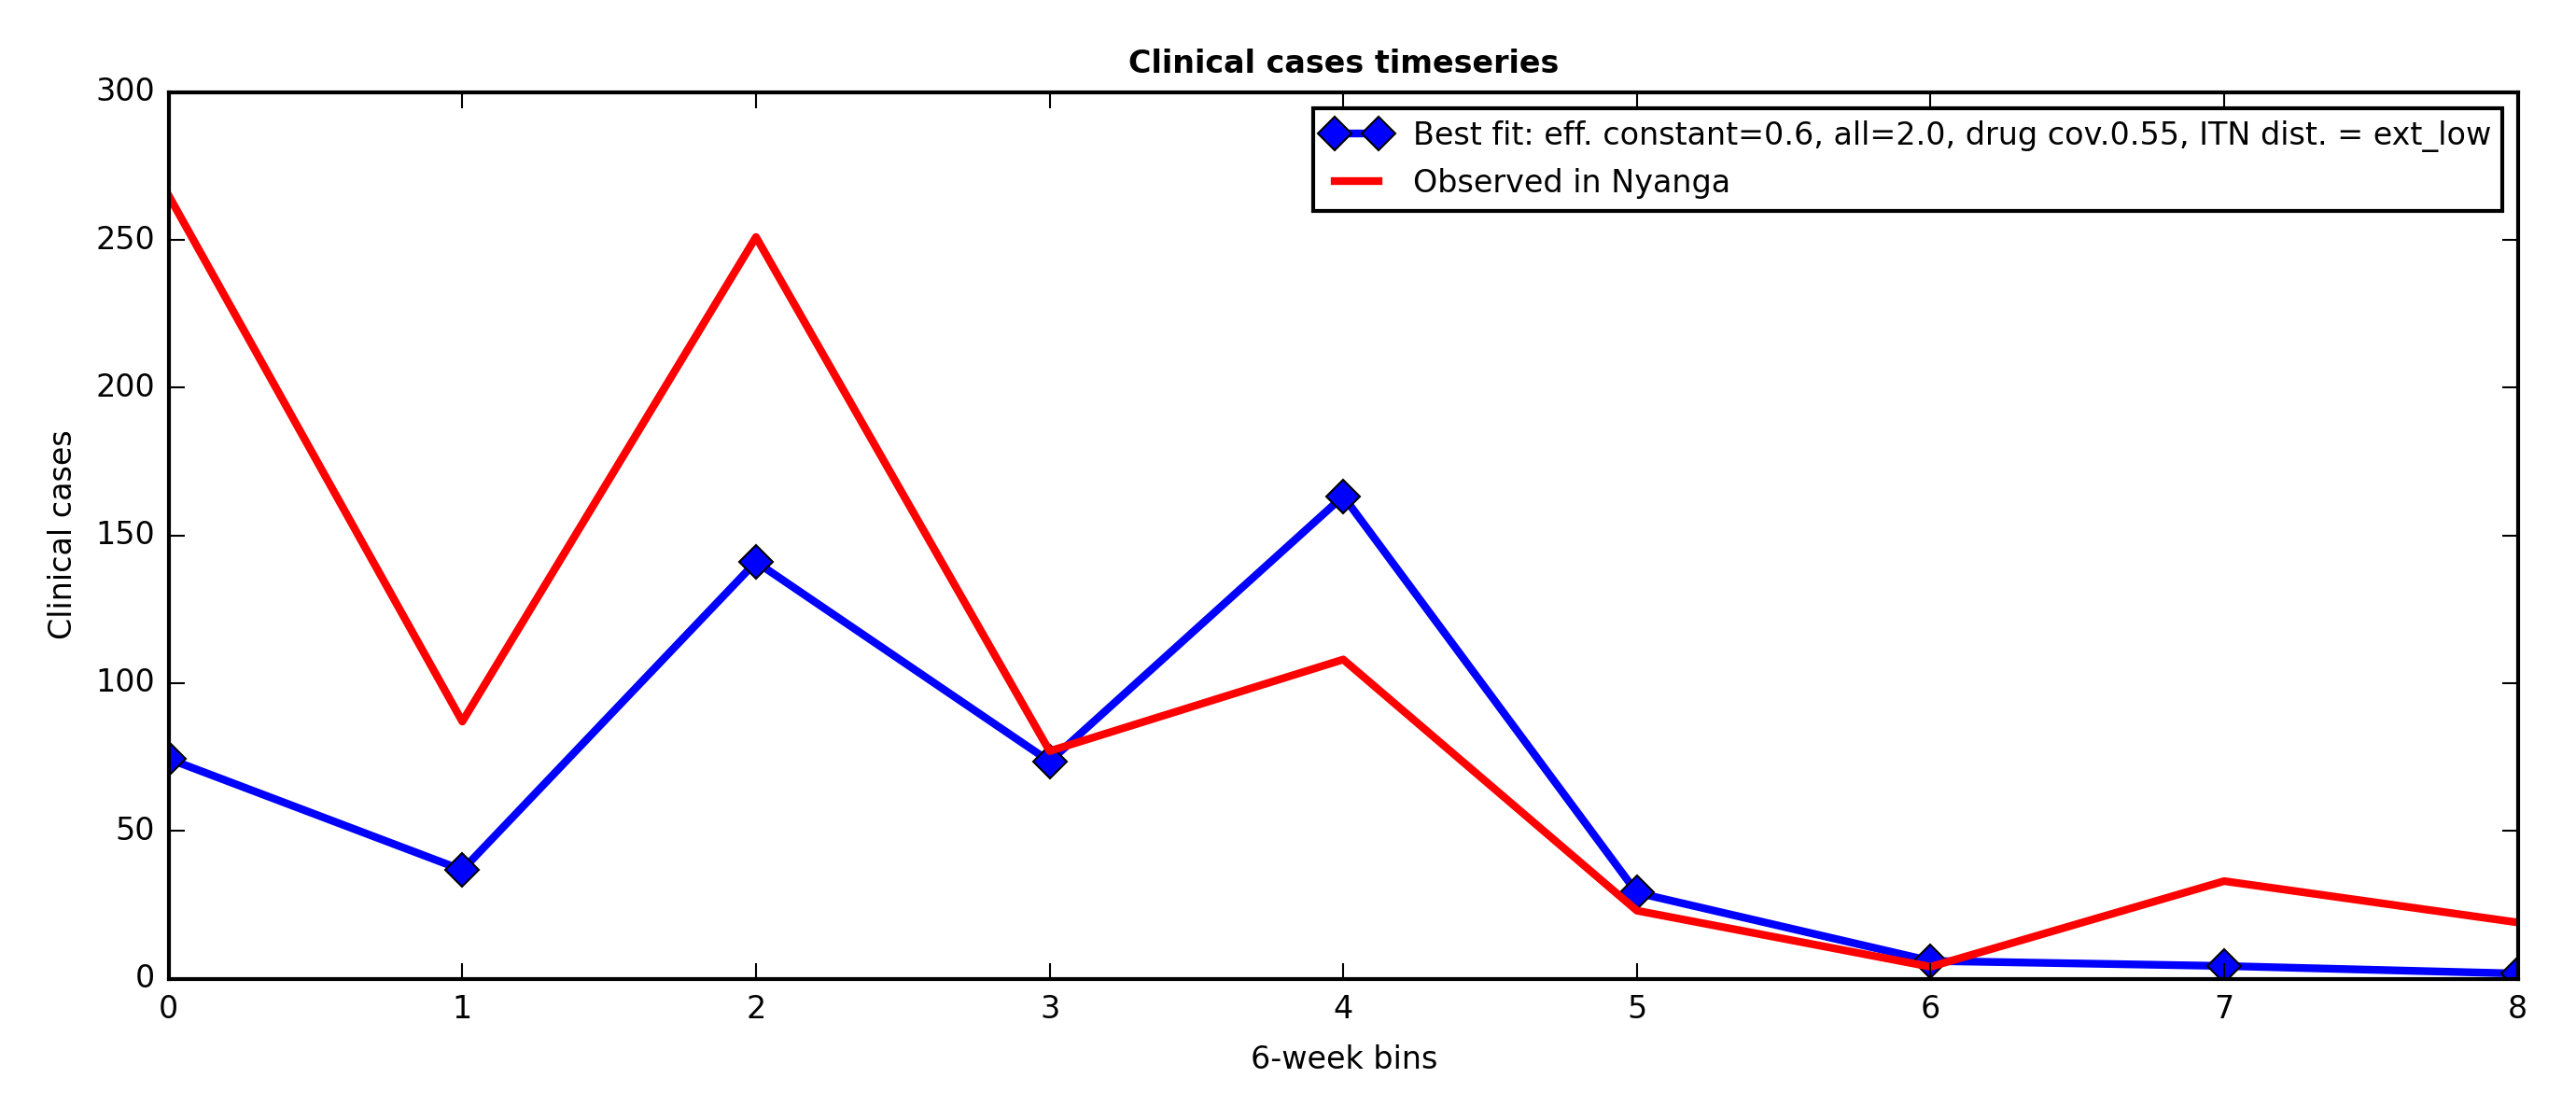 Clinical cases timeseries
300
250
200
150
100
50
0
Clinical cases
Best fit: eff. constant=0.6, all=2.0, drug cov.0.55, ITN dist. = ext_low
Observed in Nyanga
0 1 2 3 4 5 6 7 8
6-week bins